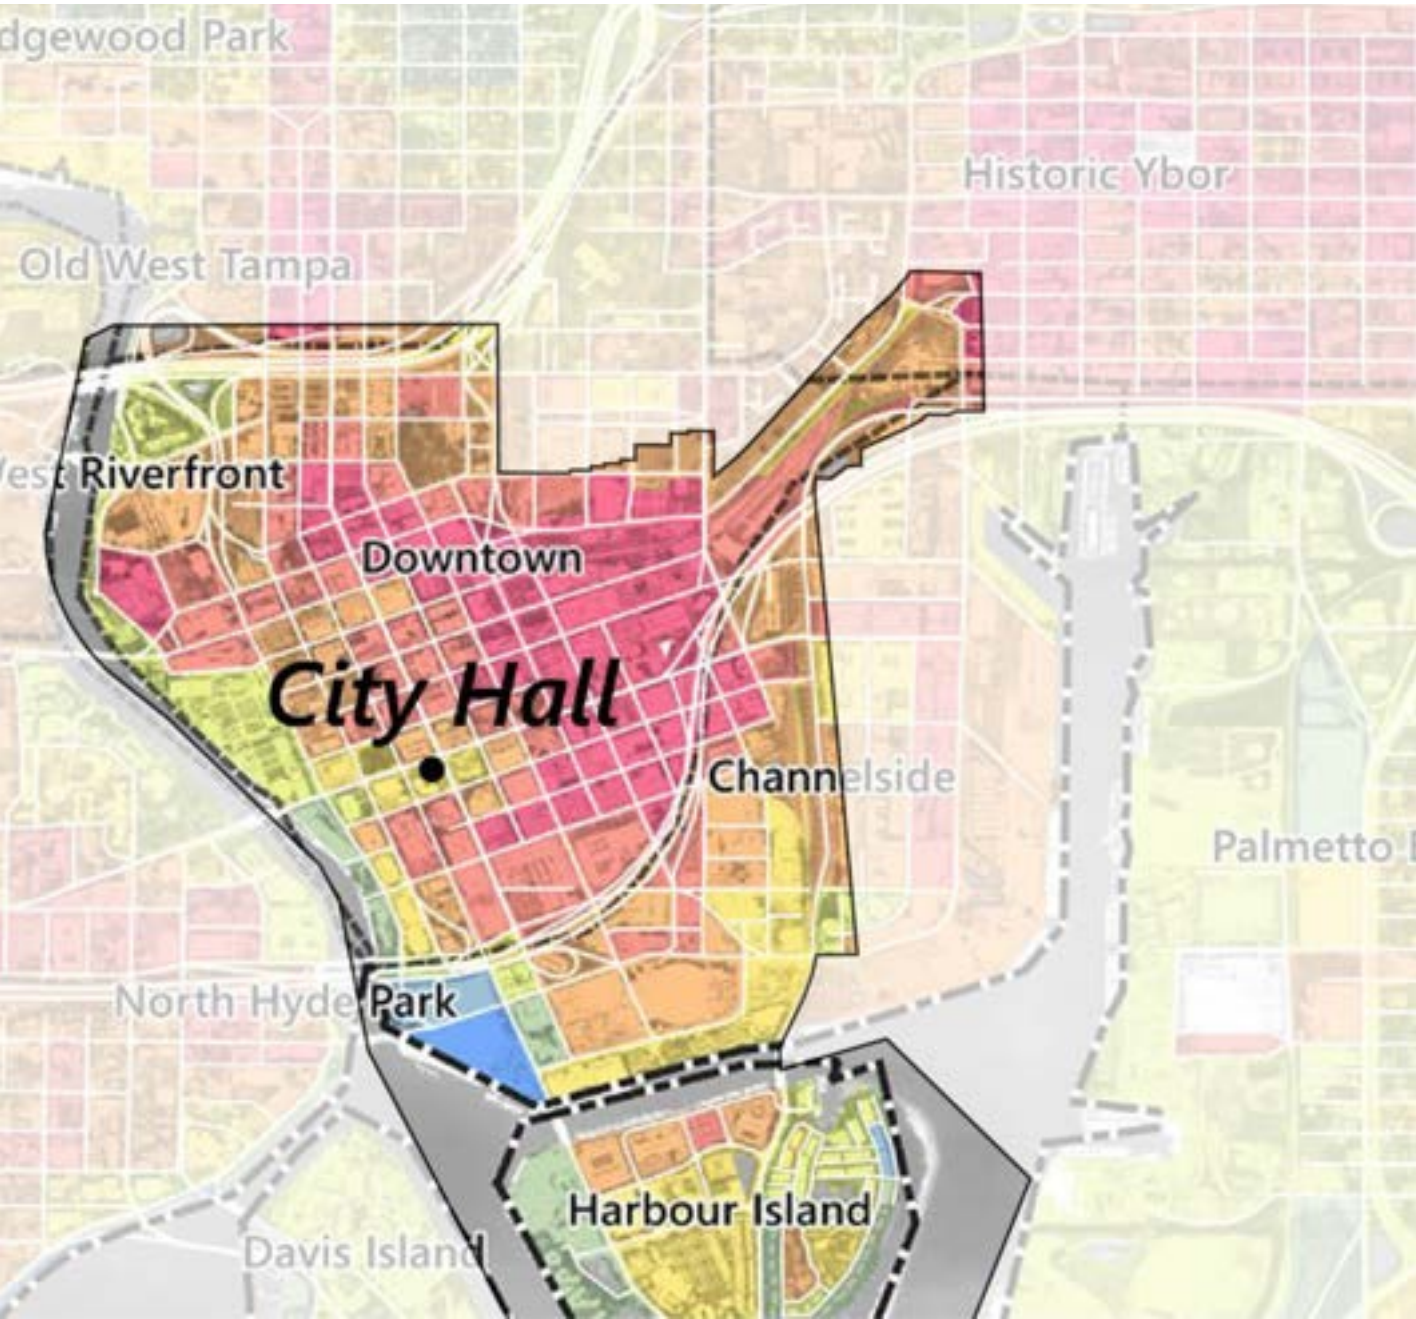 dgewood Park
Historic Ybor
Old West Tampa
est Riverfront
Downtown
City Hall
Channelside
Palmetto
North Hyde Park
Harbour Island
Davis Island